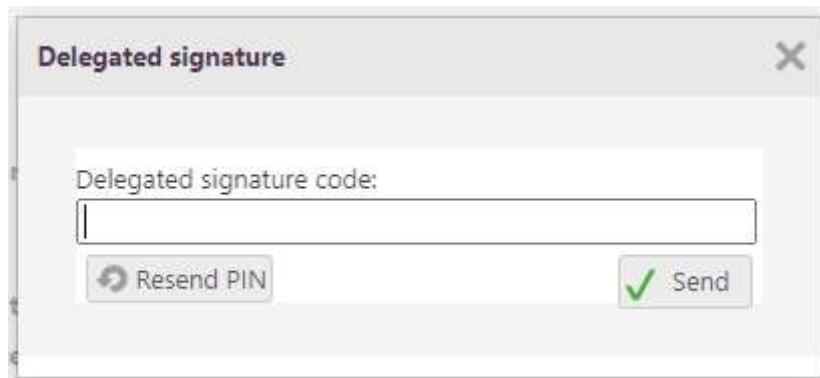 Delegated signature
Delegated signature code:
Resend PIN
Send